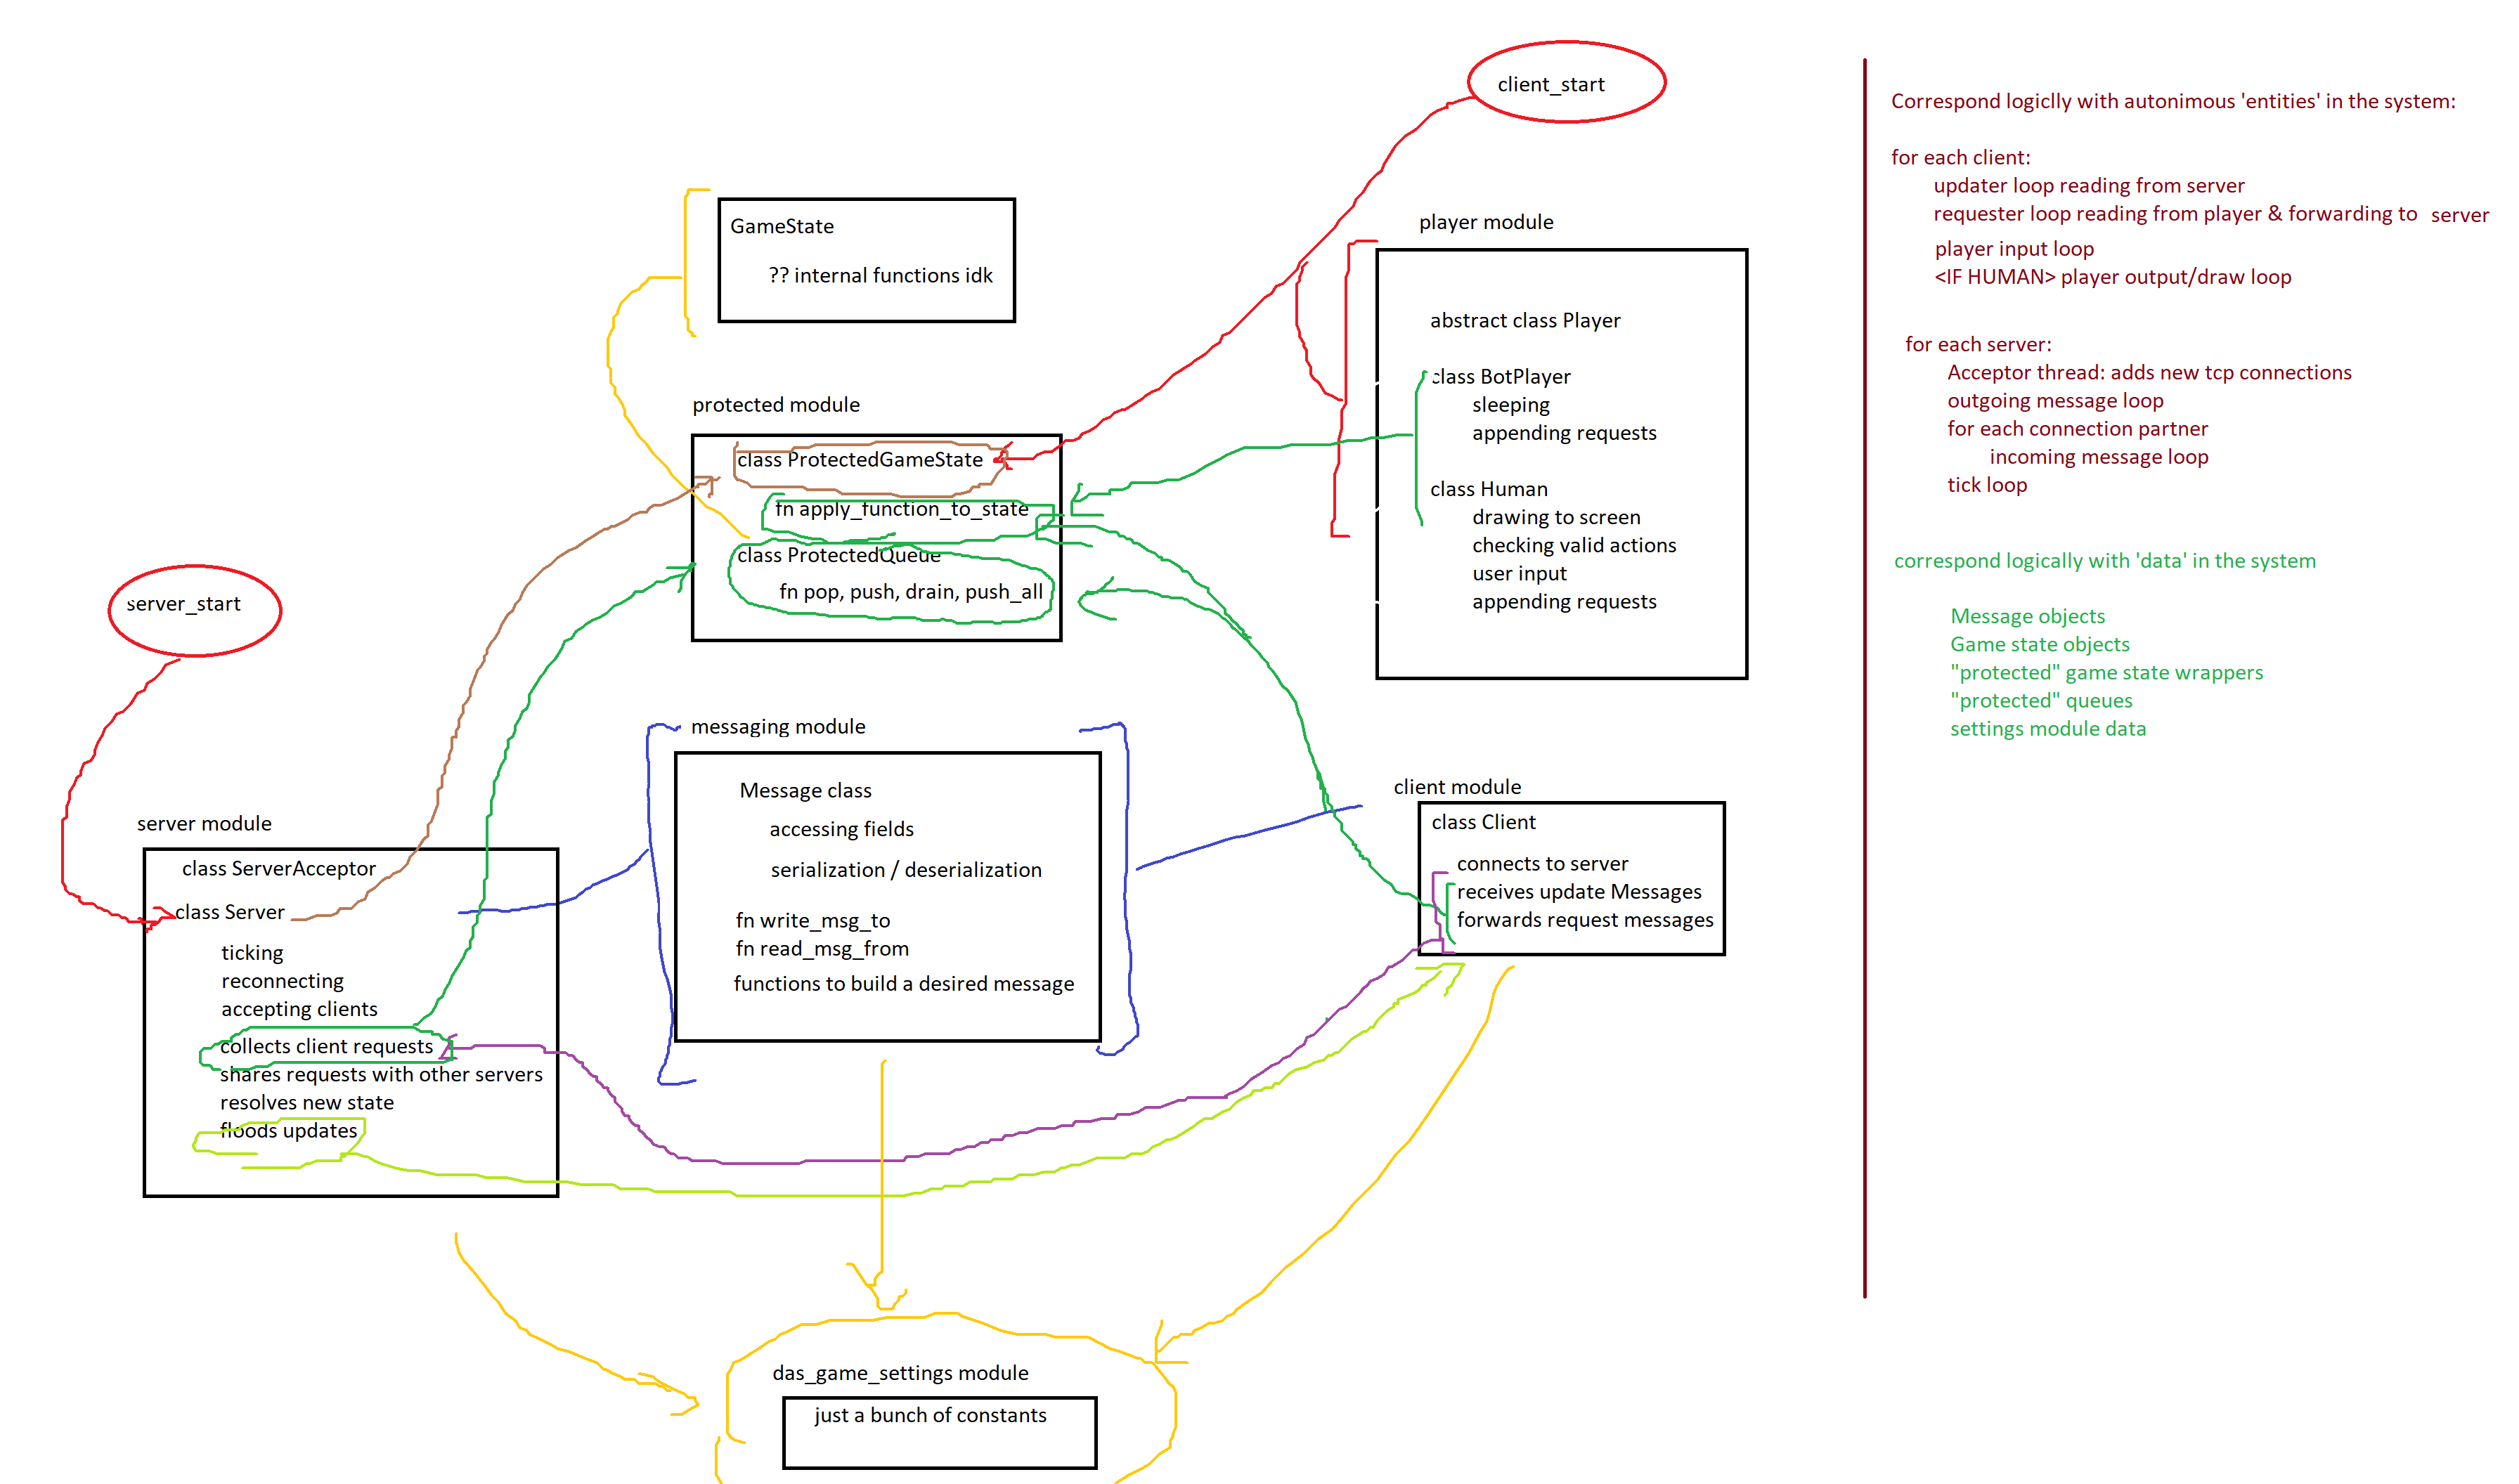 client_start
GameState
?? internal functions idk
protected module
class ProtectedGameState
fn apply_function_to_state
class ProtectedQueue
fn pop, push, drain, push_all
player module
abstract class Player
class BotPlayer
sleeping
appending requests
class Human
drawing to screen
checking valid actions
user input
appending requests
server_start
server module
class ServerAcceptor
class Server
ticking
reconnecting
accepting clients
collects client requests
shares requests with other servers
resolves new state
floods updates
messaging module
Message class
accessing fields
serialization / deserialization
fn write_msg_to
fn read_msg_from
functions to build a desired message
client module
class Client
connects to server
receives update Messages
forwards request messages
das_game_settings module
just a bunch of constants
Correspond logiclly with autonimous 'entities' in the system:
for each client:
updater loop reading from server
requester loop reading from player & forwarding to server
player input loop
<IF HUMAN> player output/draw loop
for each server:
Acceptor thread: adds new tcp connections
outgoing message loop
for each connection partner
incoming message loop
tick loop
correspond logically with 'data' in the system
Message objects
Game state objects
"protected" game state wrappers
"protected" queues
settings module data